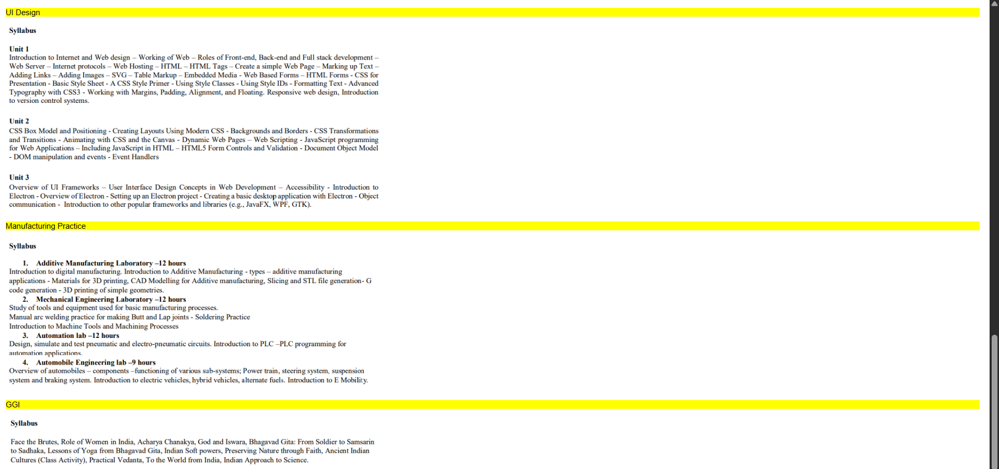 UI Design
Syllabus
Unit 1
Introduction to Internet and Web design – Working of Web – Roles of Front-end, Back-end and Full stack development –
Web Server – Internet protocols – Web Hosting – HTML – HTML Tags – Create a simple Web Page – Marking up Text –
Adding Links – Adding Images – SVG – Table Markup – Embedded Media - Web Based Forms – HTML Forms - CSS for
Presentation - Basic Style Sheet - A CSS Style Primer - Using Style Classes - Using Style IDs - Formatting Text - Advanced
Typography with CSS3 - Working with Margins, Padding, Alignment, and Floating. Responsive web design, Introduction
to version control systems.
Unit 2
CSS Box Model and Positioning - Creating Layouts Using Modern CSS - Backgrounds and Borders - CSS Transformations
and Transitions - Animating with CSS and the Canvas - Dynamic Web Pages – Web Scripting - JavaScript programming
for Web Applications – Including JavaScript in HTML – HTML5 Form Controls and Validation - Document Object Model
- DOM manipulation and events - Event Handlers
Unit 3
Overview of UI Frameworks – User Interface Design Concepts in Web Development – Accessibility - Introduction to
Electron - Overview of Electron - Setting up an Electron project - Creating a basic desktop application with Electron - Object
communication - Introduction to other popular frameworks and libraries (e.g., JavaFX, WPF, GTK).
Manufacturing Practice
Syllabus
1. Additive Manufacturing Laboratory –12 hours
Introduction to digital manufacturing. Introduction to Additive Manufacturing - types – additive manufacturing
applications - Materials for 3D printing, CAD Modelling for Additive manufacturing, Slicing and STL file generation- G
code generation - 3D printing of simple geometries.
2. Mechanical Engineering Laboratory –12 hours
Study of tools and equipment used for basic manufacturing processes.
Manual arc welding practice for making Butt and Lap joints - Soldering Practice
Introduction to Machine Tools and Machining Processes
3. Automation lab –12 hours
Design, simulate and test pneumatic and electro-pneumatic circuits. Introduction to PLC –PLC programming for
automation applications.
4. Automobile Engineering lab –9 hours
Overview of automobiles – components –functioning of various sub-systems; Power train, steering system, suspension
system and braking system. Introduction to electric vehicles, hybrid vehicles, alternate fuels. Introduction to E Mobility.
GGI
Syllabus
Face the Brutes, Role of Women in India, Acharya Chanakya, God and Iswara, Bhagavad Gita: From Soldier to Samsarin
to Sadhaka, Lessons of Yoga from Bhagavad Gita, Indian Soft powers, Preserving Nature through Faith, Ancient Indian
Cultures (Class Activity), Practical Vedanta, To the World from India, Indian Approach to Science.